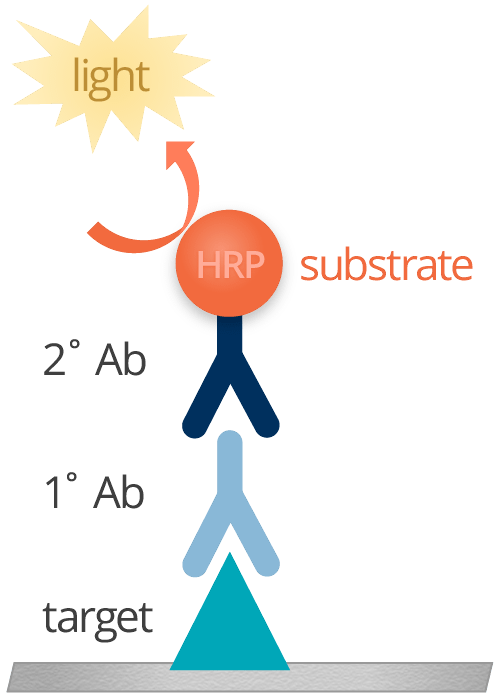 light
HRP
substrate
2° Ab
1° Ab
target